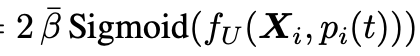 = 2 β̄ Sigmoid(f_U(X_i, p_i(t)))